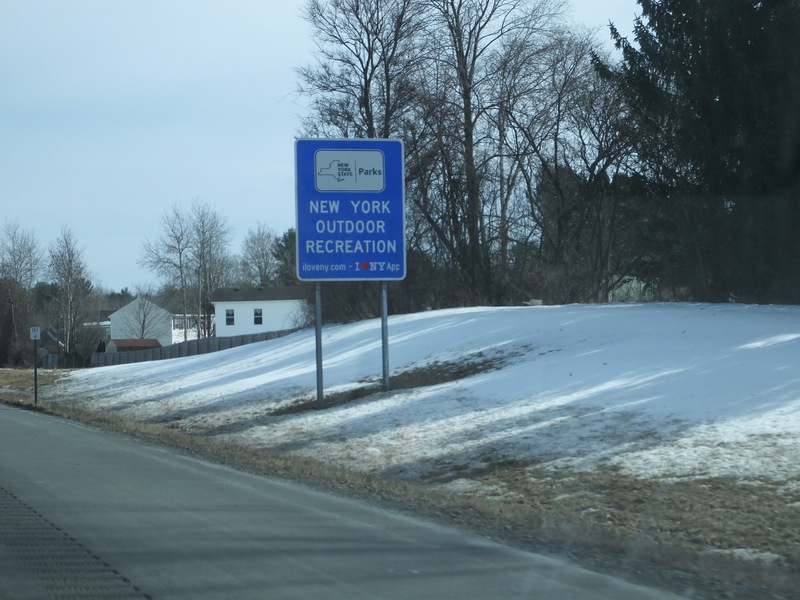 NEW
YORK
STATE
Parks
NEW YORK
OUTDOOR
RECREATION
iloveny.com - I♥NY App